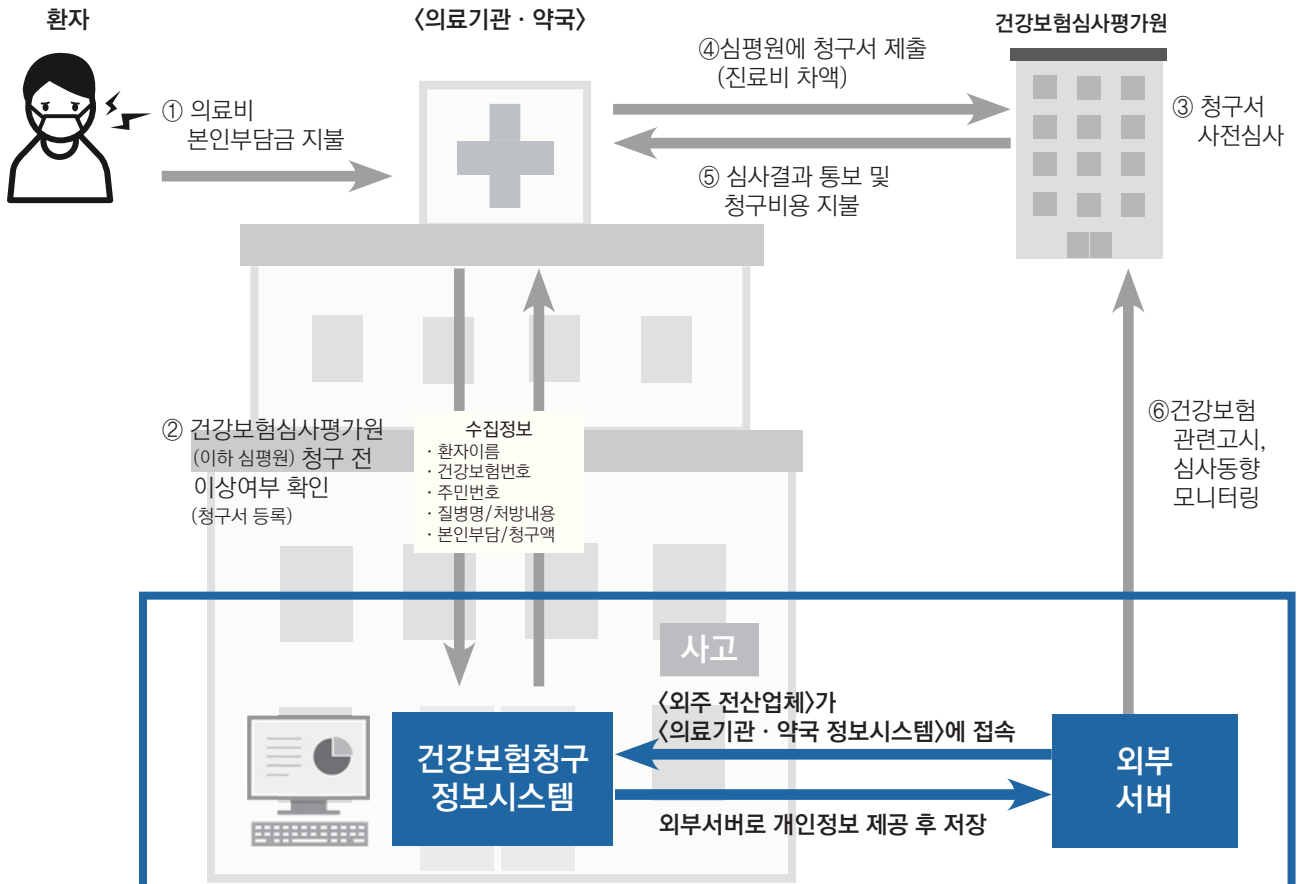 환자
〈의료기관 · 약국〉
건강보험심사평가원
① 의료비
본인부담금 지불
④심평원에 청구서 제출
(진료비 차액)
③ 청구서
사전심사
⑤ 심사결과 통보 및
청구비용 지불
② 건강보험심사평가원
(이하 심평원) 청구 전
이상여부 확인
(청구서 등록)
수집정보
· 환자이름
· 건강보험번호
· 주민번호
· 질병명/처방내용
· 본인부담/청구액
⑥건강보험
관련고시,
심사동향
모니터링
사고
〈외주 전산업체〉가
〈의료기관 · 약국 정보시스템〉에 접속
건강보험청구
정보시스템
외부
서버
외부서버로 개인정보 제공 후 저장